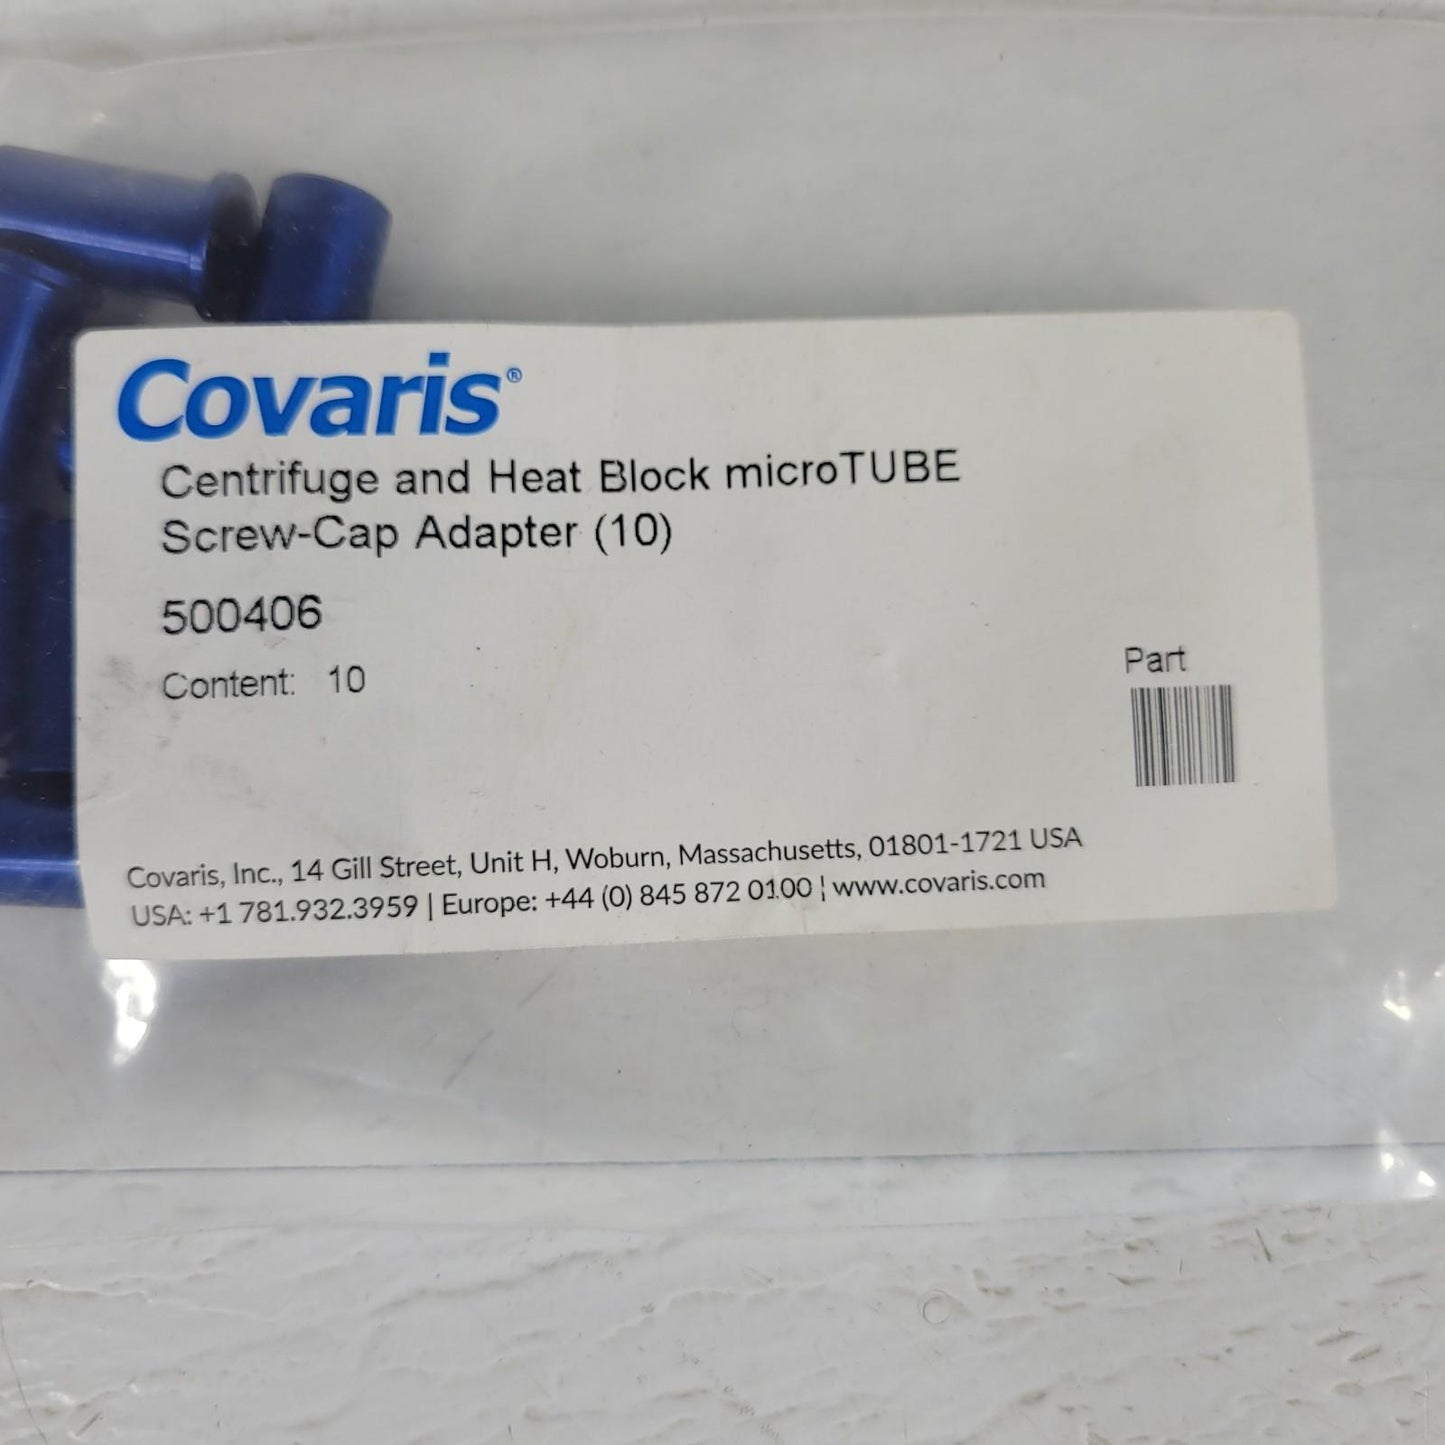 Covaris®
Centrifuge and Heat Block microTUBE
Screw-Cap Adapter (10)
500406
Content: 10
Part
Covaris, Inc., 14 Gill Street, Unit H, Woburn, Massachusetts, 01801-1721 USA
USA: +1 781.932.3959 | Europe: +44 (0) 845 872 0100 ¦ www.covaris.com